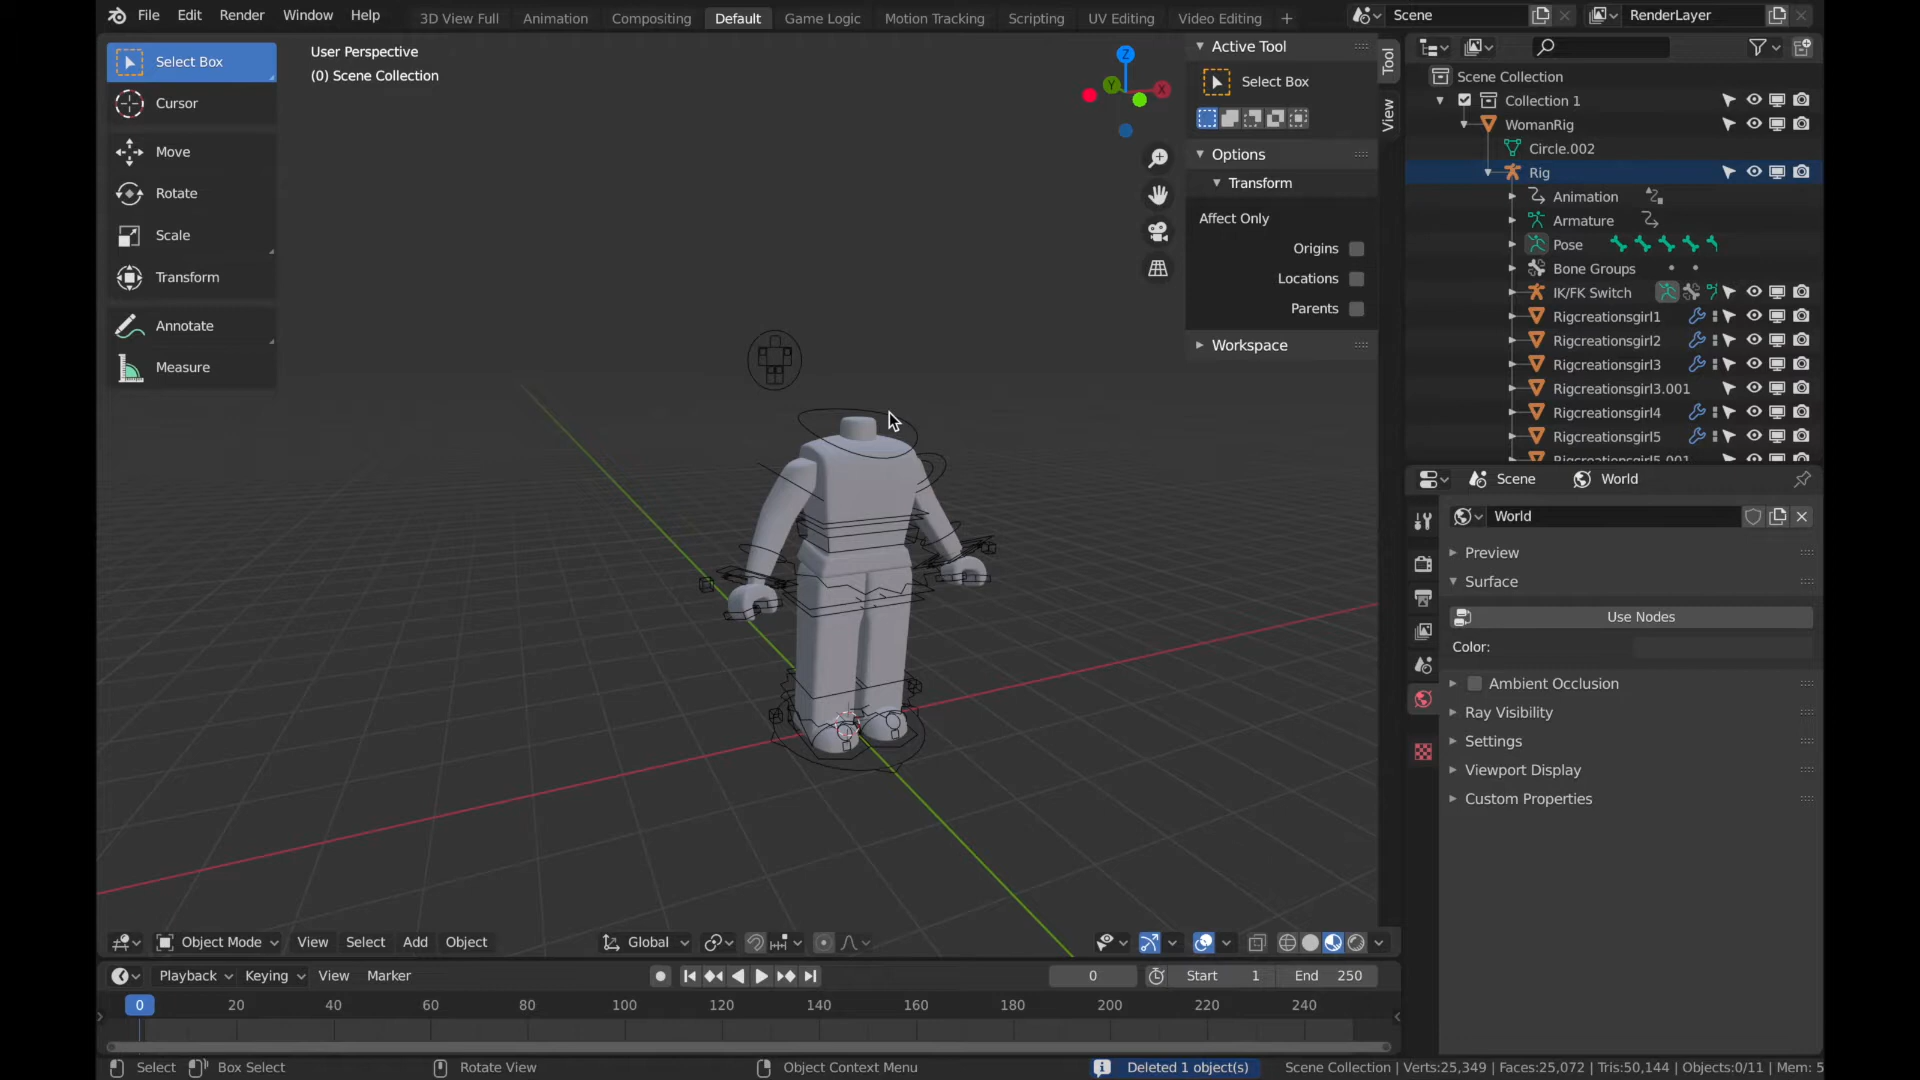 File Edit Render Window Help
3D View Full Animation Compositing Default Game Logic Motion Tracking Scripting UV Editing Video Editing +
Scene
RenderLayer
Select Box
Cursor
Move
Rotate
Scale
Transform
Annotate
Measure
User Perspective
(0) Scene Collection
Z
Y
X
Active Tool
Select Box
Options
Transform
Affect Only
Origins
Locations
Parents
Workspace
Tool
View
Scene Collection
Collection 1
WomanRig
Circle.002
Rig
Animation
Armature
Pose
Bone Groups
IK/FK Switch
Rigcreationsgirl1
Rigcreationsgirl2
Rigcreationsgirl3
Rigcreationsgirl3.001
Rigcreationsgirl4
Rigcreationsgirl5
Rigcreationsgirl5.001
Scene World
World
Preview
Surface
Use Nodes
Color:
Ambient Occlusion
Ray Visibility
Settings
Viewport Display
Custom Properties
Object Mode View Select Add Object
Global
Playback Keying View Marker
0 Start 1 End 250
0 20 40 60 80 100 120 140 160 180 200 220 240
Select Box Select Rotate View Object Context Menu
Deleted 1 object(s)
Scene Collection | Verts:25,349 | Faces:25,072 | Tris:50,144 | Objects:0/11 | Mem: 5